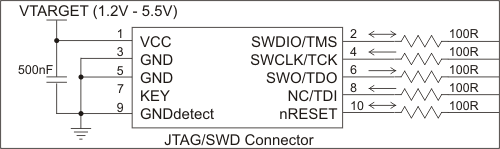 VTARGET (1.2V - 5.5V)
1 VCC SWDIO/TMS 2 100R
3 GND SWCLK/TCK 4 100R
500nF 5 GND SWO/TDO 6 100R
7 KEY NC/TDI 8 100R
9 GNDdetect nRESET 10 100R
JTAG/SWD Connector